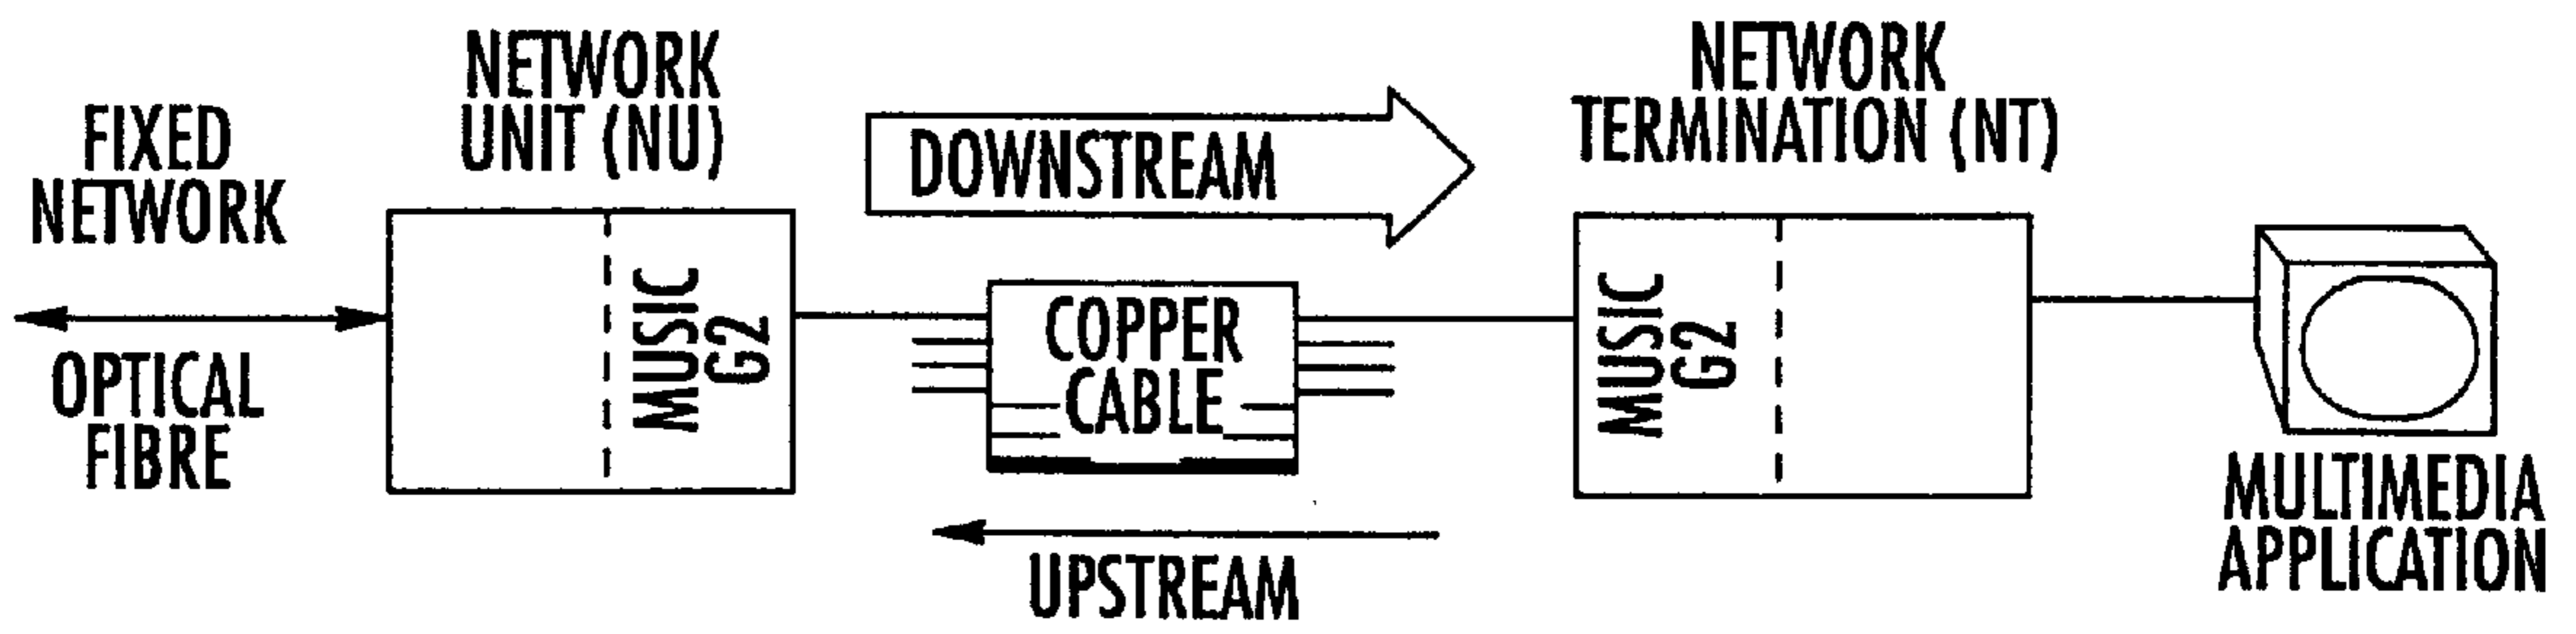 FIXED
NETWORK
OPTICAL
FIBRE
NETWORK
UNIT (NU)
MUSIC
G2
DOWNSTREAM
COPPER
CABLE
UPSTREAM
NETWORK
TERMINATION (NT)
MUSIC
G2
MULTIMEDIA
APPLICATION